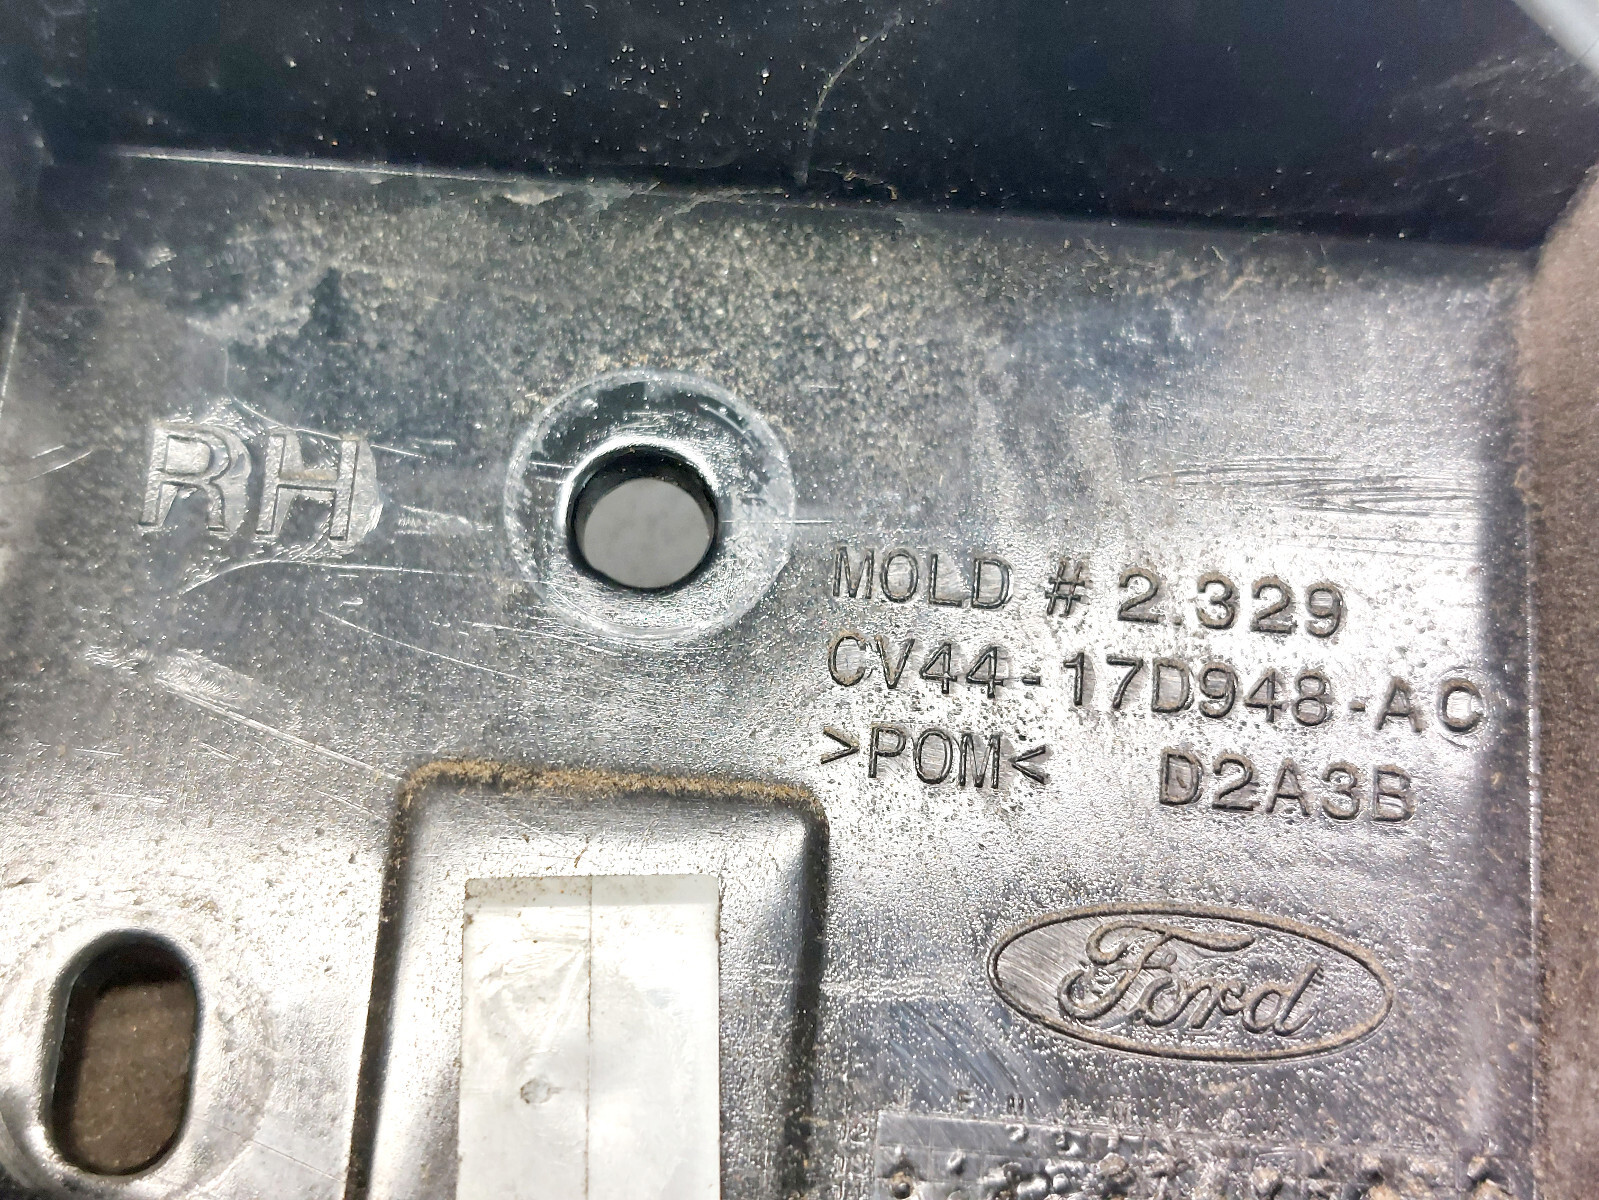 RH
MOLD # 2.329
CV44-17D948-AC
>POM< D2A3B
Ford